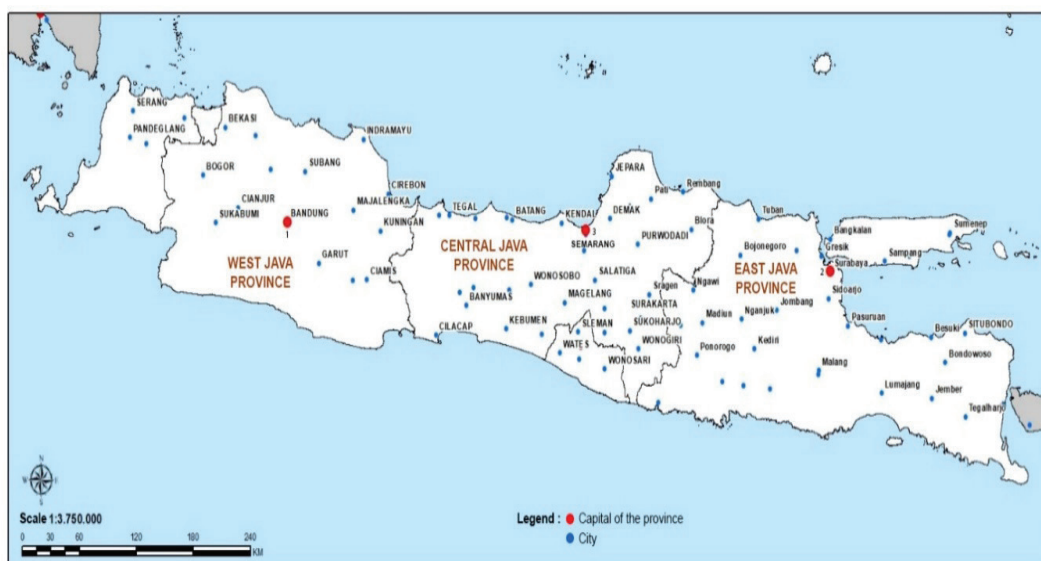 SERANG
PANDEGLANG
BEKASI
INDRAMAYU
BOGOR
SUBANG
CIREBON
CIANJUR
MAJALENGKA
SUKABUMI
BANDUNG
1
KUNINGAN
WEST JAVA
PROVINCE
GARUT
CIAMIS
JEPARA
Pati
Rembang
TEGAL
BATANG
KENDAL
DEMAK
3
SEMARANG
PURWODADI
Blora
CENTRAL JAVA
PROVINCE
WONOSOBO
SALATIGA
Sragen
BANYUMAS
MAGELANG
SURAKARTA
CILACAP
KEBUMEN
SLEMAN
SUKOHARJO
WATES
WONOGIRI
WONOSARI
Tuban
Bangkalan
Sumenep
Bojonegoro
Gresik
Sampang
EAST JAVA
PROVINCE
Surabaya
2
Ngawi
Sidoarjo
Jombang
Madiun
Nganjuk
Pasuruan
Besuki
SITUBONDO
Ponorogo
Kediri
Malang
Bondowoso
Lumajang
Jember
Tegalharjo
N
W
E
S
Scale 1:3.750.000
0 30 60 120 180 240
KM
Legend :
Capital of the province
City